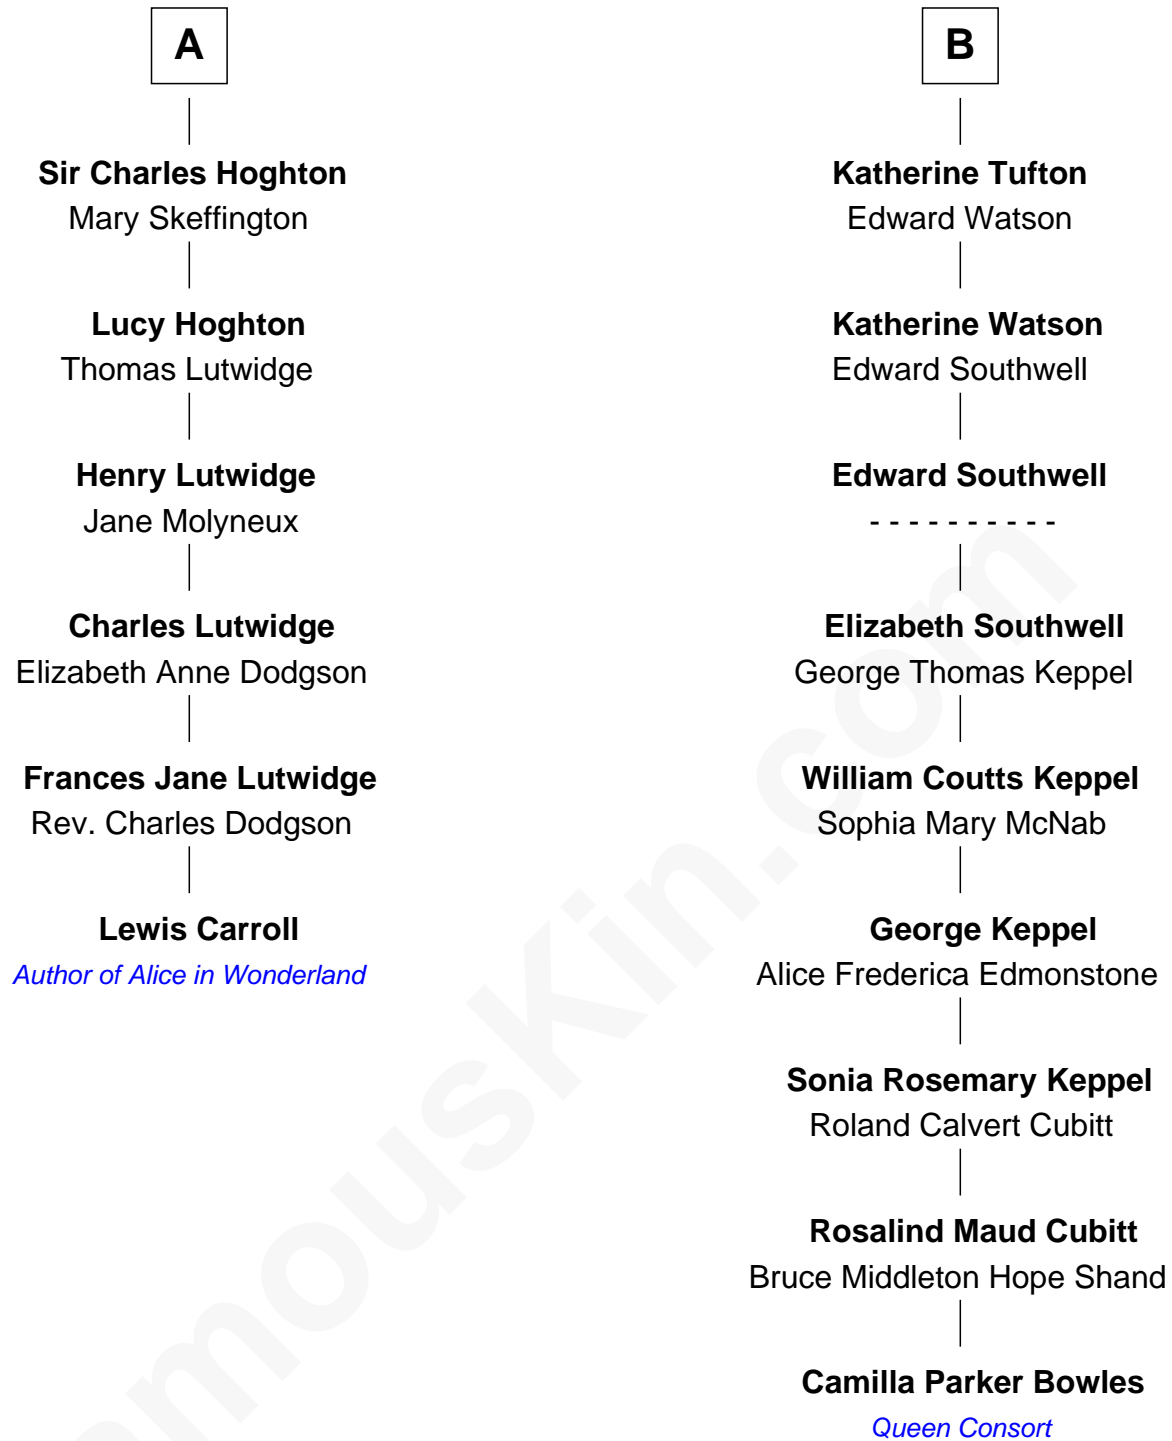 A
Sir Charles Hoghton
Mary Skeffington
Lucy Hoghton
Thomas Lutwidge
Henry Lutwidge
Jane Molyneux
Charles Lutwidge
Elizabeth Anne Dodgson
Frances Jane Lutwidge
Rev. Charles Dodgson
Lewis Carroll
Author of Alice in Wonderland
B
Katherine Tufton
Edward Watson
Katherine Watson
Edward Southwell
Edward Southwell
- - - - - - - - - -
Elizabeth Southwell
George Thomas Keppel
William Coutts Keppel
Sophia Mary McNab
George Keppel
Alice Frederica Edmonstone
Sonia Rosemary Keppel
Roland Calvert Cubitt
Rosalind Maud Cubitt
Bruce Middleton Hope Shand
Camilla Parker Bowles
Queen Consort
mouskin.com